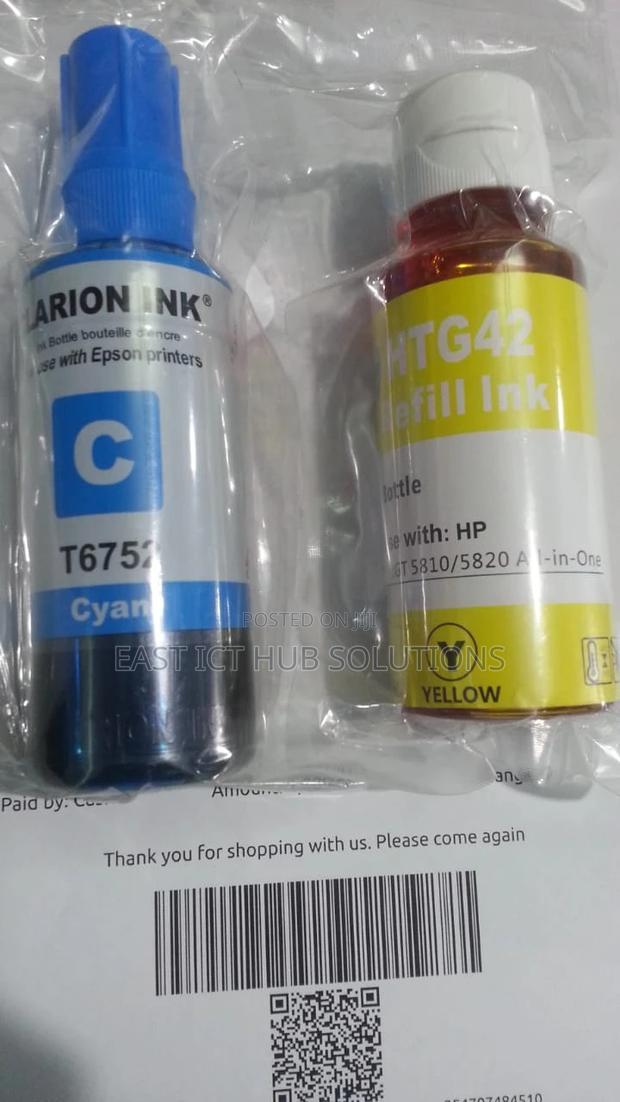 LARION INK®
Ink Bottle bouteille d'encre
use with Epson printers
C
T6752
Cyan
HTG42
Refill Ink
Bottle
Use with: HP
GT 5810/5820 All-in-One
Y
YELLOW
POSTED ON JIJI
EAST ICT HUB SOLUTIONS
Paid by:
Thank you for shopping with us. Please come again